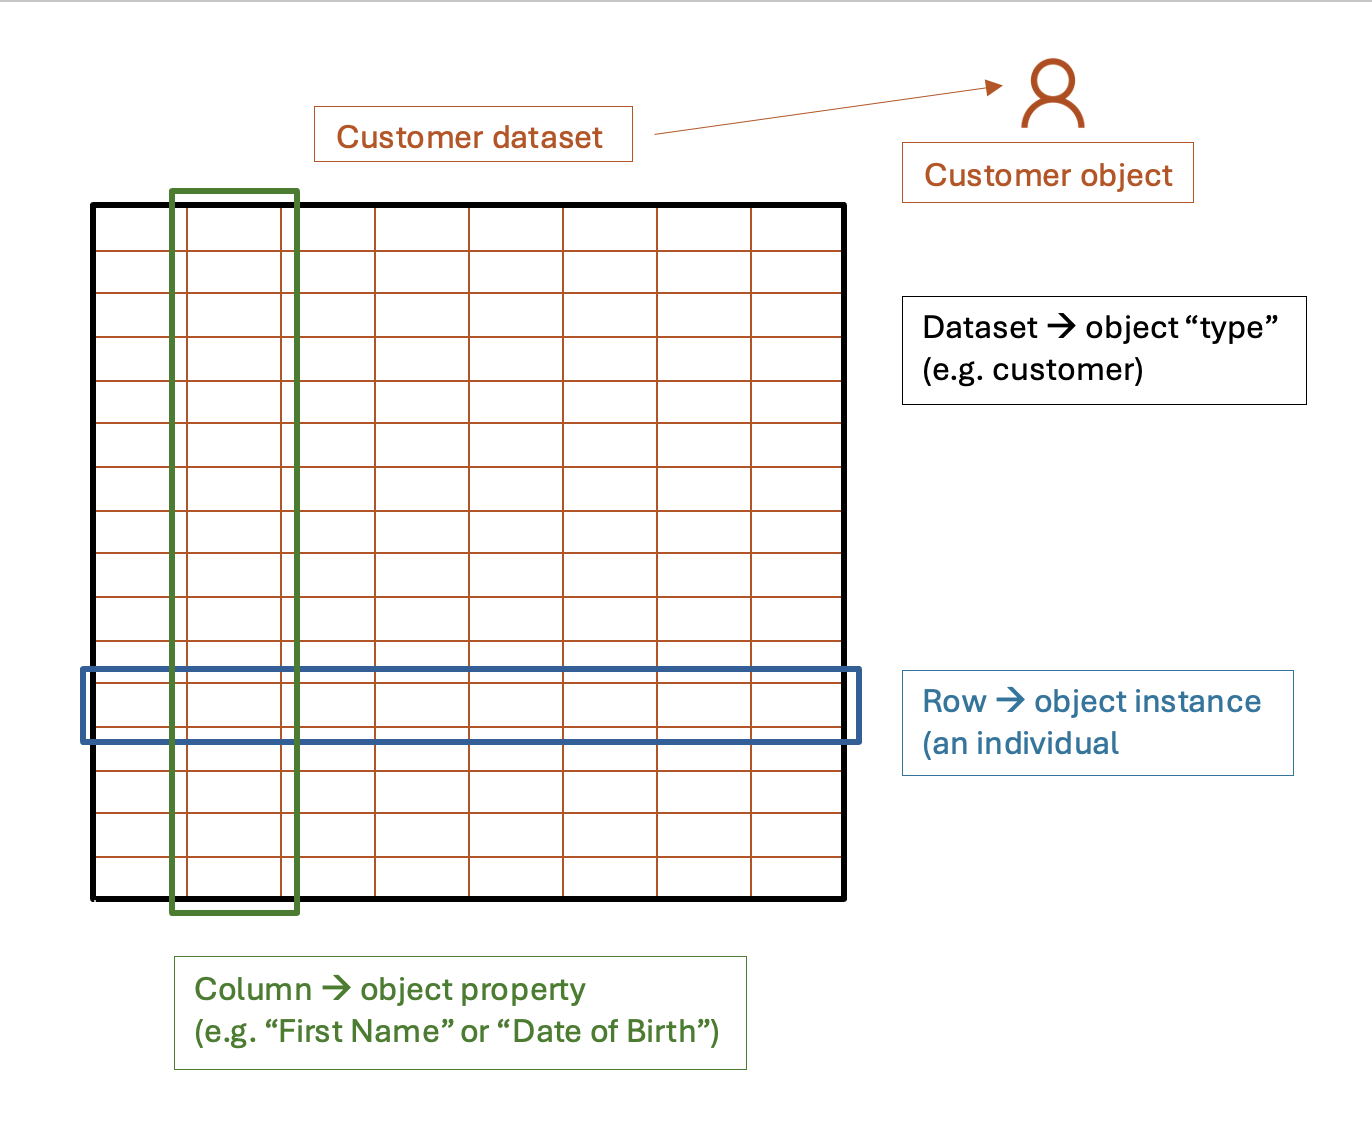 Customer dataset
Customer object
Dataset → object “type”
(e.g. customer)
Row → object instance
(an individual
Column → object property
(e.g. “First Name” or “Date of Birth”)